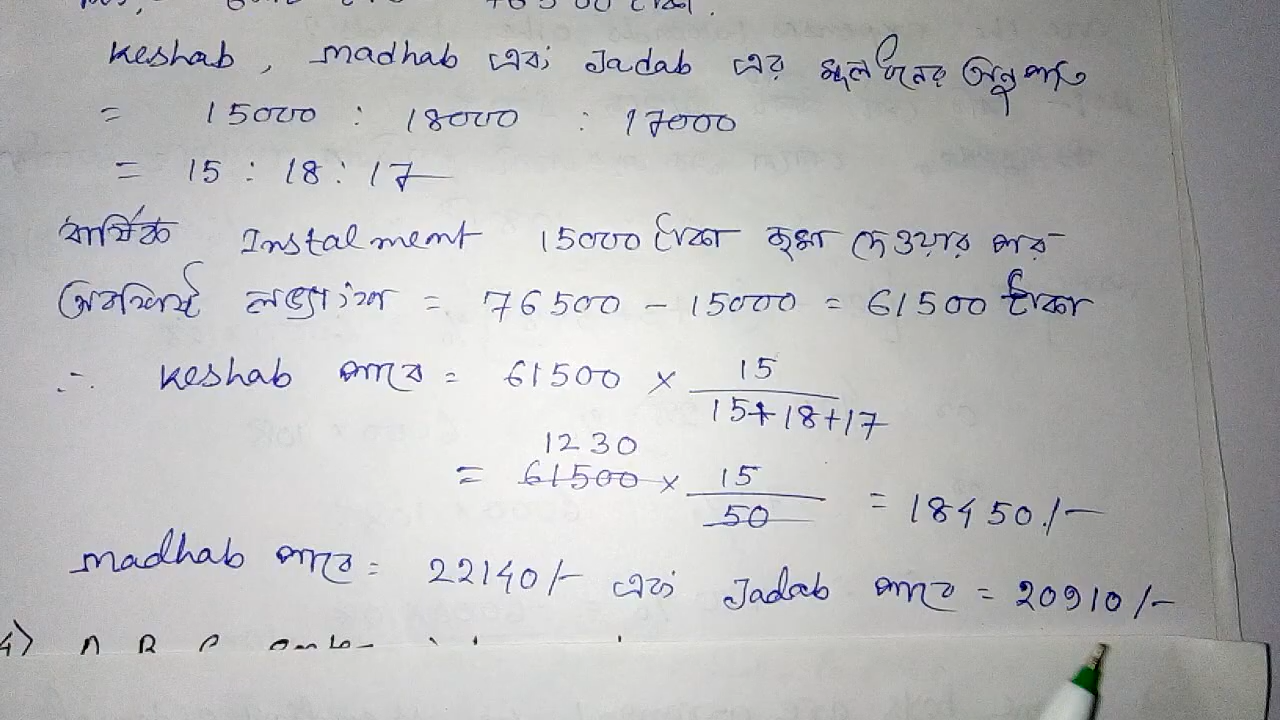 76500 টাকা.
Keshab, Madhab এবং Jadab এর মূলধনের অনুপাত
= 15000 : 18000 : 17000
= 15 : 18 : 17
বার্ষিক Instalment 15000 টাকা জমা দেওয়ার পর
অবশিষ্ট লভ্যাংশ = 76500 - 15000 = 61500 টাকা
∴ Keshab পাবে = 61500 × 15 / 15+18+17
1230
= 61500 × 15 / 50 = 18450/-
Madhab পাবে = 22140/- এবং Jadab পাবে = 20910/-
4) A B C